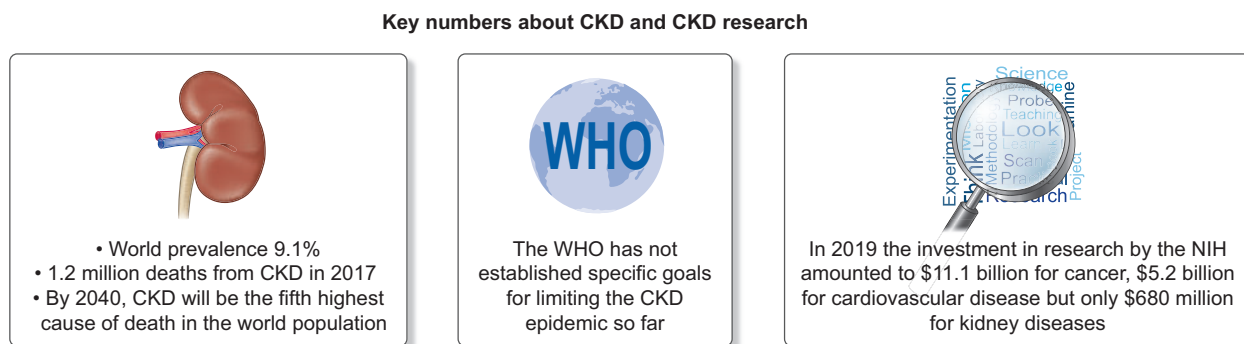 Key numbers about CKD and CKD research
• World prevalence 9.1%
• 1.2 million deaths from CKD in 2017
• By 2040, CKD will be the fifth highest
cause of death in the world population
WHO
The WHO has not
established specific goals
for limiting the CKD
epidemic so far
Science
Probe
Teaching
Look
Experimentation
Project
In 2019 the investment in research by the NIH
amounted to $11.1 billion for cancer, $5.2 billion
for cardiovascular disease but only $680 million
for kidney diseases